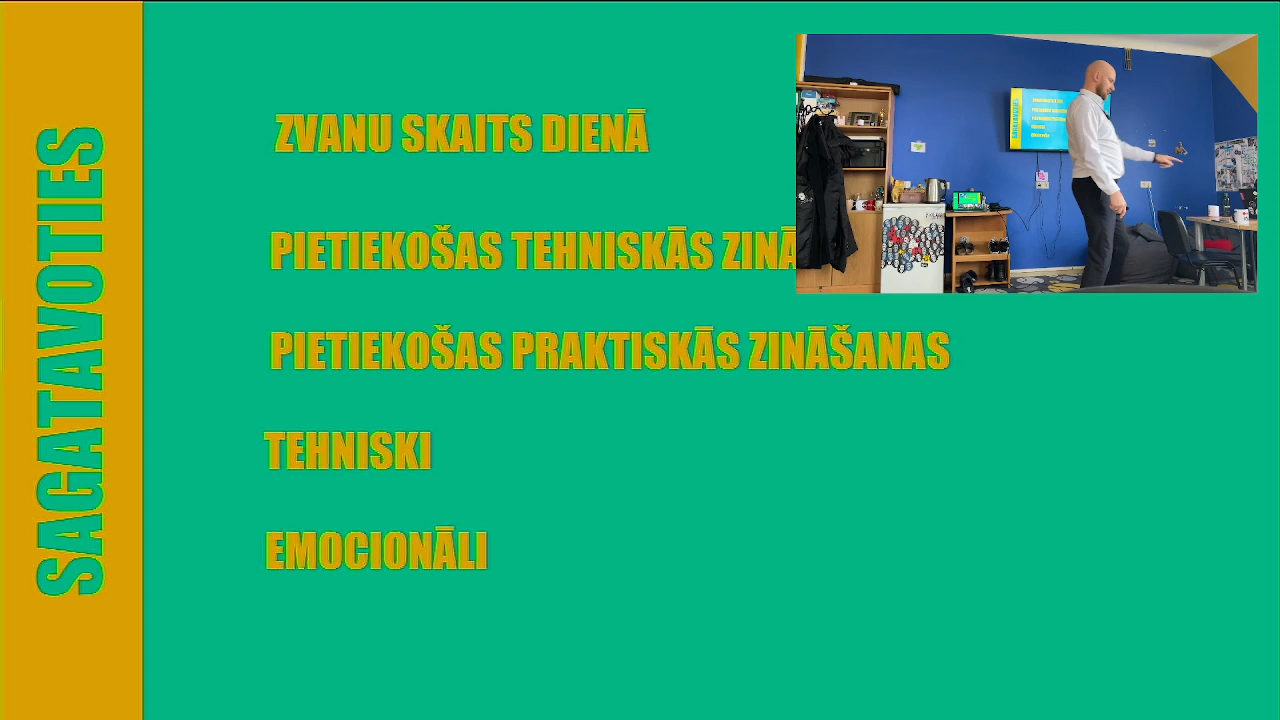 SAGATAVOTIES
ZVANU SKAITS DIENĀ
PIETIEKOŠAS TEHNISKĀS ZINĀ
PIETIEKOŠAS PRAKTISKĀS ZINĀŠANAS
TEHNISKI
EMOCIONĀLI